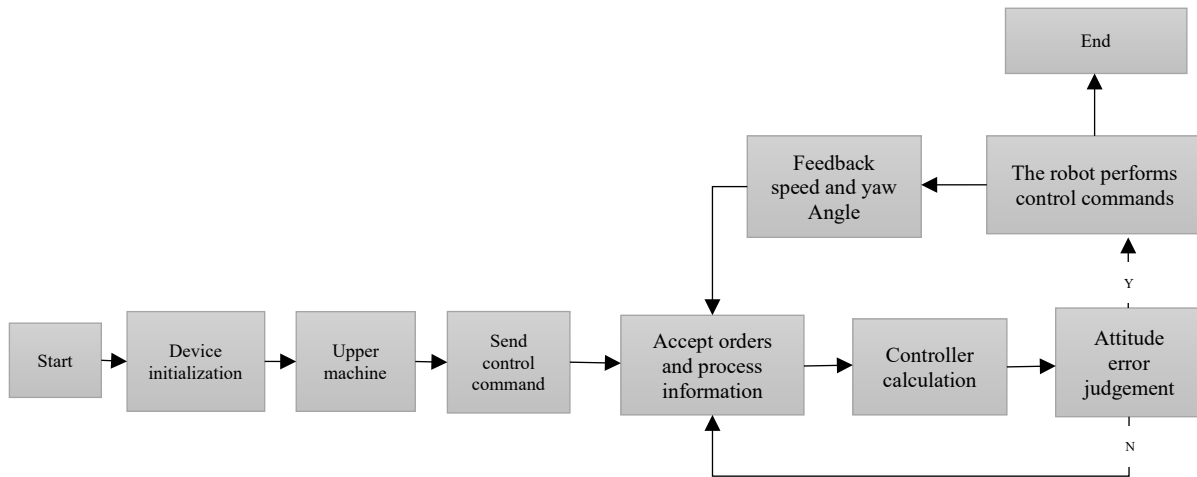 End
Feedback
speed and yaw
Angle
The robot performs
control commands
Y
Start
Device
initialization
Upper
machine
Send
control
command
Accept orders
and process
information
Controller
calculation
Attitude
error
judgement
N